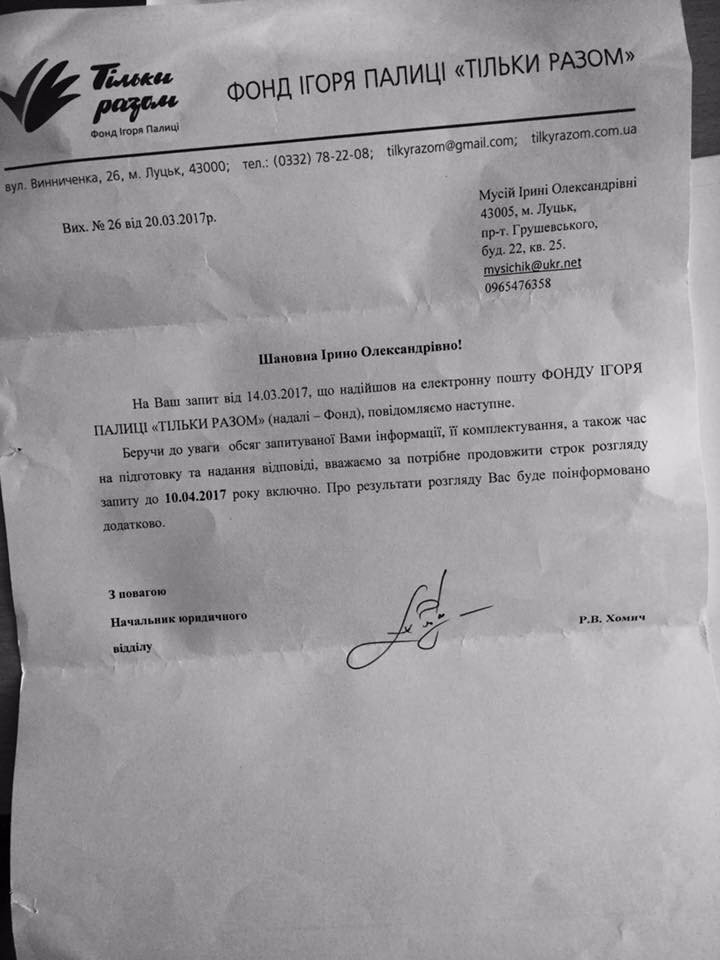 Тільки
разом
Фонд Ігоря Палиці
ФОНД ІГОРЯ ПАЛИЦІ «ТІЛЬКИ РАЗОМ»
вул. Винниченка, 26, м. Луцьк, 43000; тел.: (0332) 78-22-08; tilkyrazom@gmail.com; tilkyrazom.com.ua
Вих. № 26 від 20.03.2017р.
Мусій Ірині Олександрівні
43005, м. Луцьк,
пр-т. Грушевського,
буд. 22, кв. 25.
mysichik@ukr.net
0965476358
Шановна Ірино Олександрівно!
На Ваш запит від 14.03.2017, що надійшов на електронну пошту ФОНДУ ІГОРЯ
ПАЛИЦІ «ТІЛЬКИ РАЗОМ» (надалі – Фонд), повідомляємо наступне.
Беручи до уваги обсяг запитуваної Вами інформації, її комплектування, а також час
на підготовку та надання відповіді, вважаємо за потрібне продовжити строк розгляду
запиту до 10.04.2017 року включно. Про результати розгляду Вас буде поінформовано
додатково.
З повагою
Начальник юридичного
відділу
Р.В. Хомич